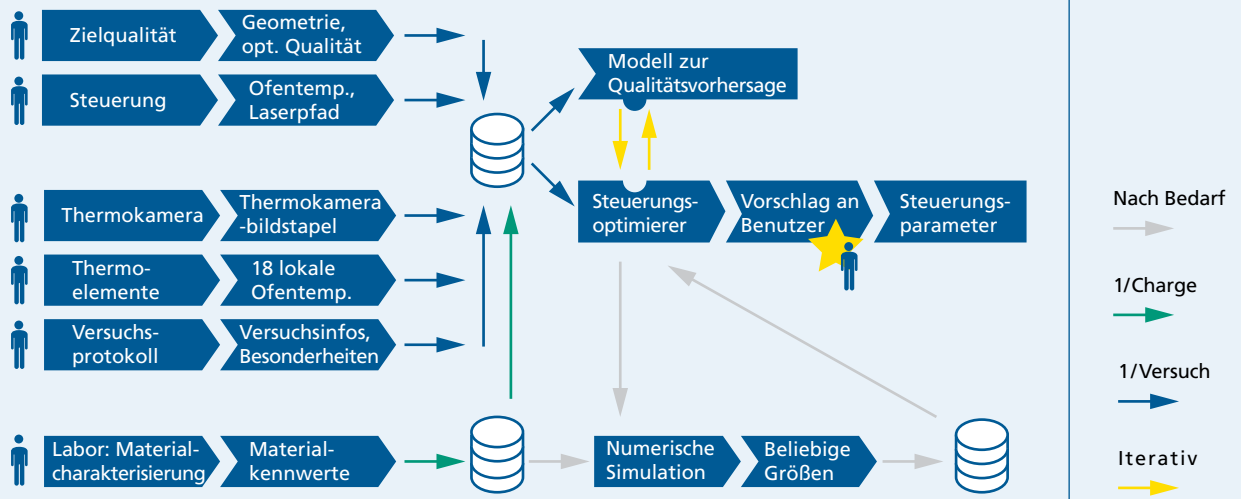 Zielqualität
Geometrie,
opt. Qualität
Steuerung
Ofentemp.,
Laserpfad
Modell zur
Qualitätsvorhersage
Thermokamera
Thermokamera
-bildstapel
Steuerungs-
optimierer
Vorschlag an
Benutzer
Steuerungs-
parameter
Thermo-
elemente
18 lokale
Ofentemp.
Versuchs-
protokoll
Versuchsinfos,
Besonderheiten
Labor: Material-
charakterisierung
Material-
kennwerte
Numerische
Simulation
Beliebige
Größen
Nach Bedarf
1/Charge
1/Versuch
Iterativ